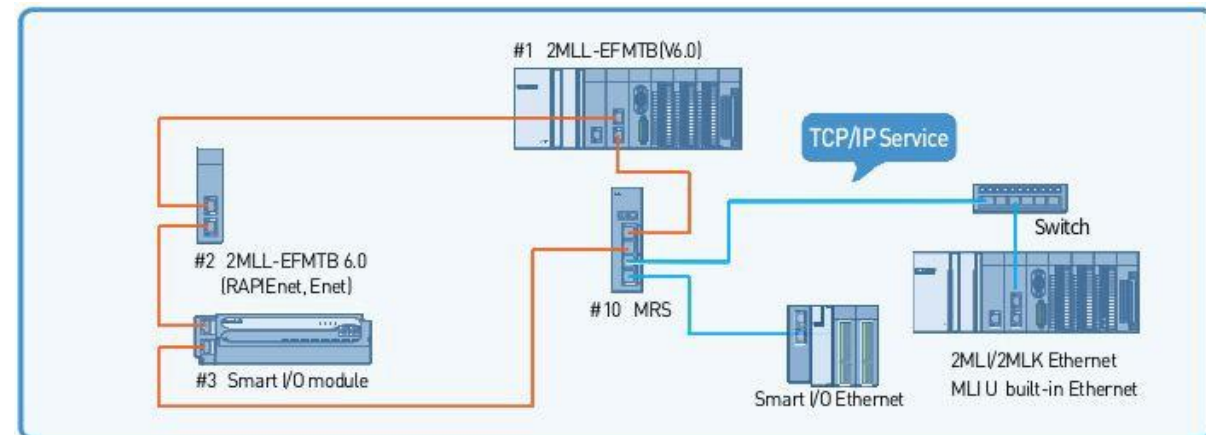 #1 2MLL-EFMTB(V6.0)
TCP/IP Service
Switch
#2 2MLL-EFMTB 6.0
(RAPIEnet, Enet)
#10 MRS
#3 Smart I/O module
Smart I/O Ethernet
2MLI/2MLK Ethernet
MLI U built-in Ethernet